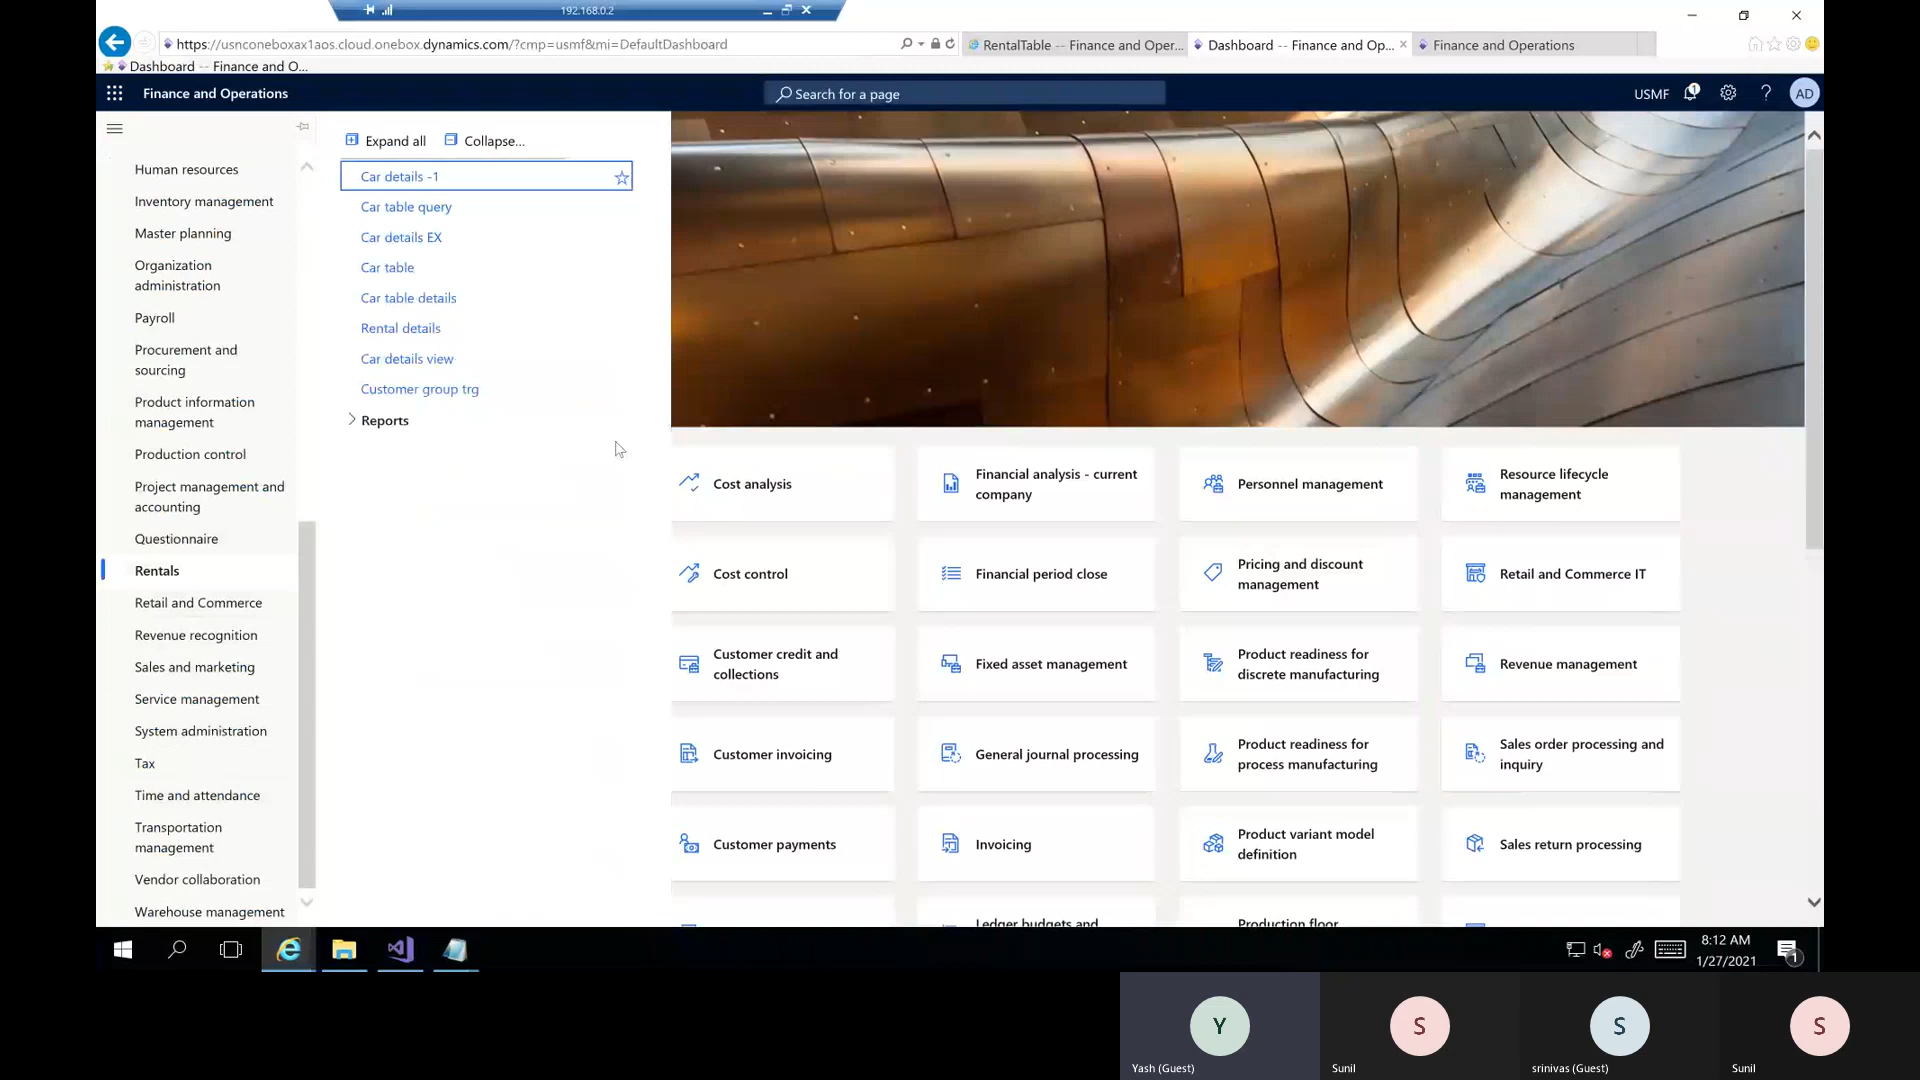 192.168.0.2
https://usnconeboxax1aos.cloud.onebox.dynamics.com/?cmp=usmf&mi=DefaultDashboard
RentalTable -- Finance and Oper...
Dashboard -- Finance and Op...
Finance and Operations
Dashboard -- Finance and O...
Finance and Operations
Search for a page
USMF
1
AD
Expand all
Collapse...
Human resources
Inventory management
Master planning
Organization
administration
Payroll
Procurement and
sourcing
Product information
management
Production control
Project management and
accounting
Questionnaire
Rentals
Retail and Commerce
Revenue recognition
Sales and marketing
Service management
System administration
Tax
Time and attendance
Transportation
management
Vendor collaboration
Warehouse management
Car details -1
Car table query
Car details EX
Car table
Car table details
Rental details
Car details view
Customer group trg
Reports
Cost analysis
Financial analysis - current
company
Personnel management
Resource lifecycle
management
Cost control
Financial period close
Pricing and discount
management
Retail and Commerce IT
Customer credit and
collections
Fixed asset management
Product readiness for
discrete manufacturing
Revenue management
Customer invoicing
General journal processing
Product readiness for
process manufacturing
Sales order processing and
inquiry
Customer payments
Invoicing
Product variant model
definition
Sales return processing
Ledger budgets and
Production floor
8:12 AM
1/27/2021
1
Y
S
S
S
Yash (Guest)
Sunil
srinivas (Guest)
Sunil